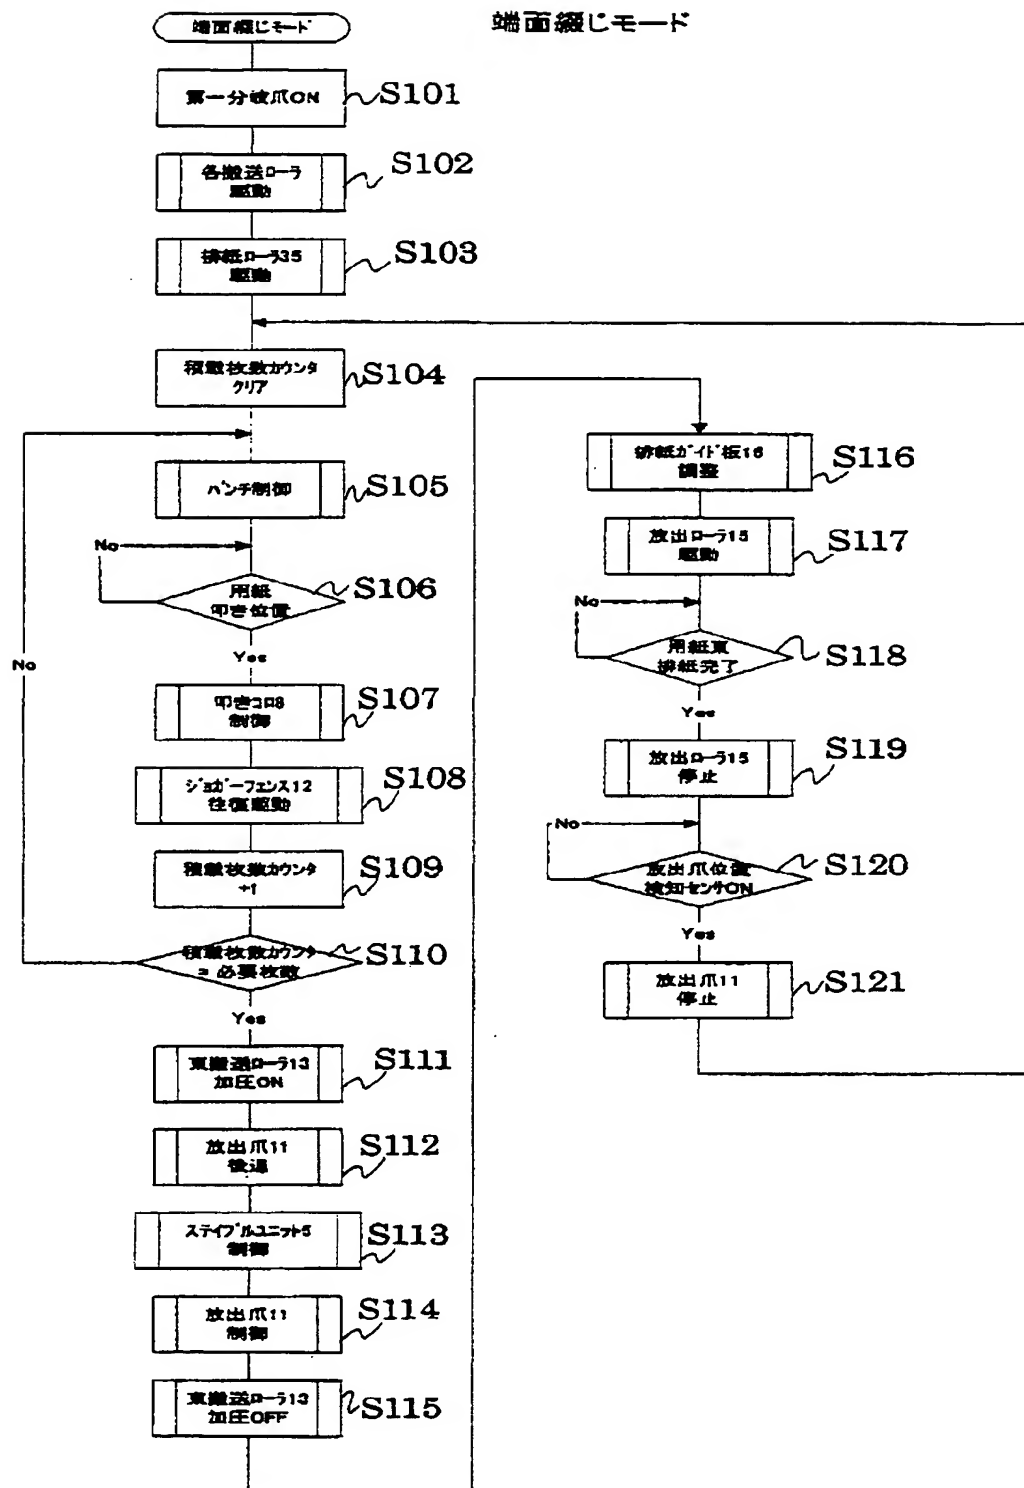 端面綴じモード
端面綴じモード
第一分岐爪ON
S101
各搬送ローラ
駆動
S102
排紙ローラ35
駆動
S103
積載枚数カウンタ
クリア
S104
パンチ制御
S105
No
用紙
叩き位置
S106
Yes
No
叩きコロ8
制御
S107
ジョガーフェンス12
往復駆動
S108
積載枚数カウンタ
+1
S109
積載枚数カウンタ
= 必要枚数
S110
Yes
束搬送ローラ13
加圧ON
S111
放出爪11
後退
S112
ステイプルユニット5
制御
S113
放出爪11
制御
S114
束搬送ローラ13
加圧OFF
S115
排紙ガイド板16
調整
S116
放出ローラ15
駆動
S117
No
用紙束
排紙完了
S118
Yes
放出ローラ15
停止
S119
No
放出爪位置
検知センサON
S120
Yes
放出爪11
停止
S121